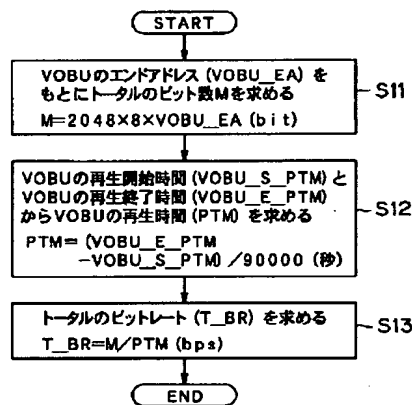 START
VOBUのエンドアドレス(VOBU_EA)を
もとにトータルのビット数Mを求める
M=2048×8×VOBU_EA(bit)
S11
VOBUの再生開始時間(VOBU_S_PTM)と
VOBUの再生終了時間(VOBU_E_PTM)
からVOBUの再生時間(PTM)を求める
PTM=(VOBU_E_PTM
-VOBU_S_PTM)/90000(秒)
S12
トータルのビットレート(T_BR)を求める
T_BR=M/PTM(bps)
S13
END